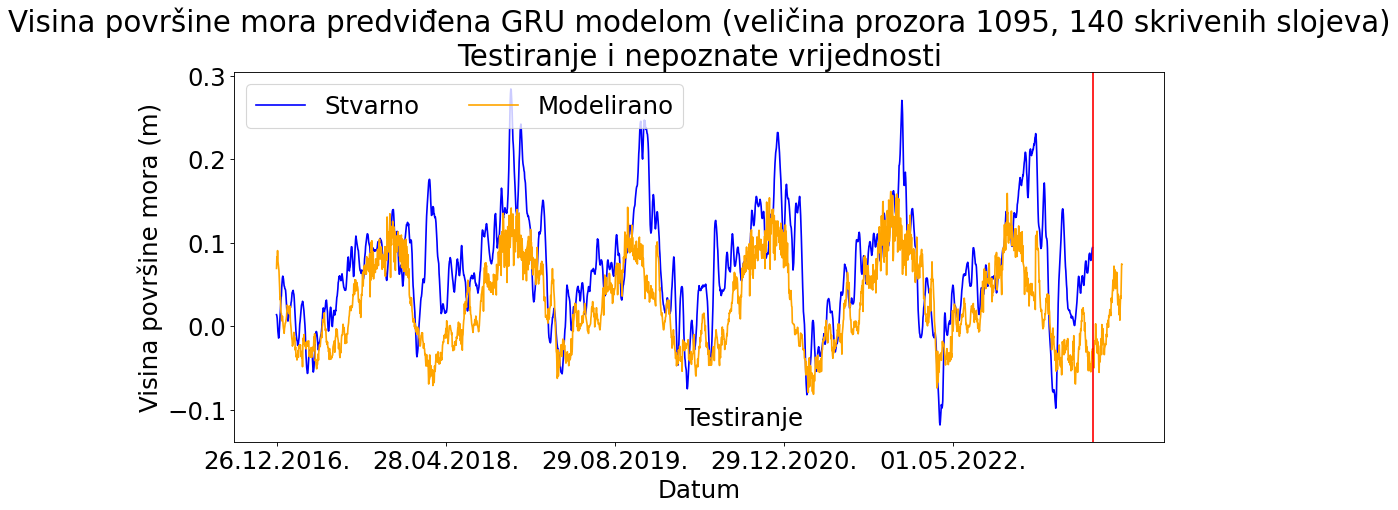 Visina površine mora predviđena GRU modelom (veličina prozora 1095, 140 skrivenih slojeva)
Testiranje i nepoznate vrijednosti
Stvarno
Modelirano
Visina površine mora (m)
0.3
0.2
0.1
0.0
−0.1
Testiranje
26.12.2016.
28.04.2018.
29.08.2019.
29.12.2020.
01.05.2022.
Datum